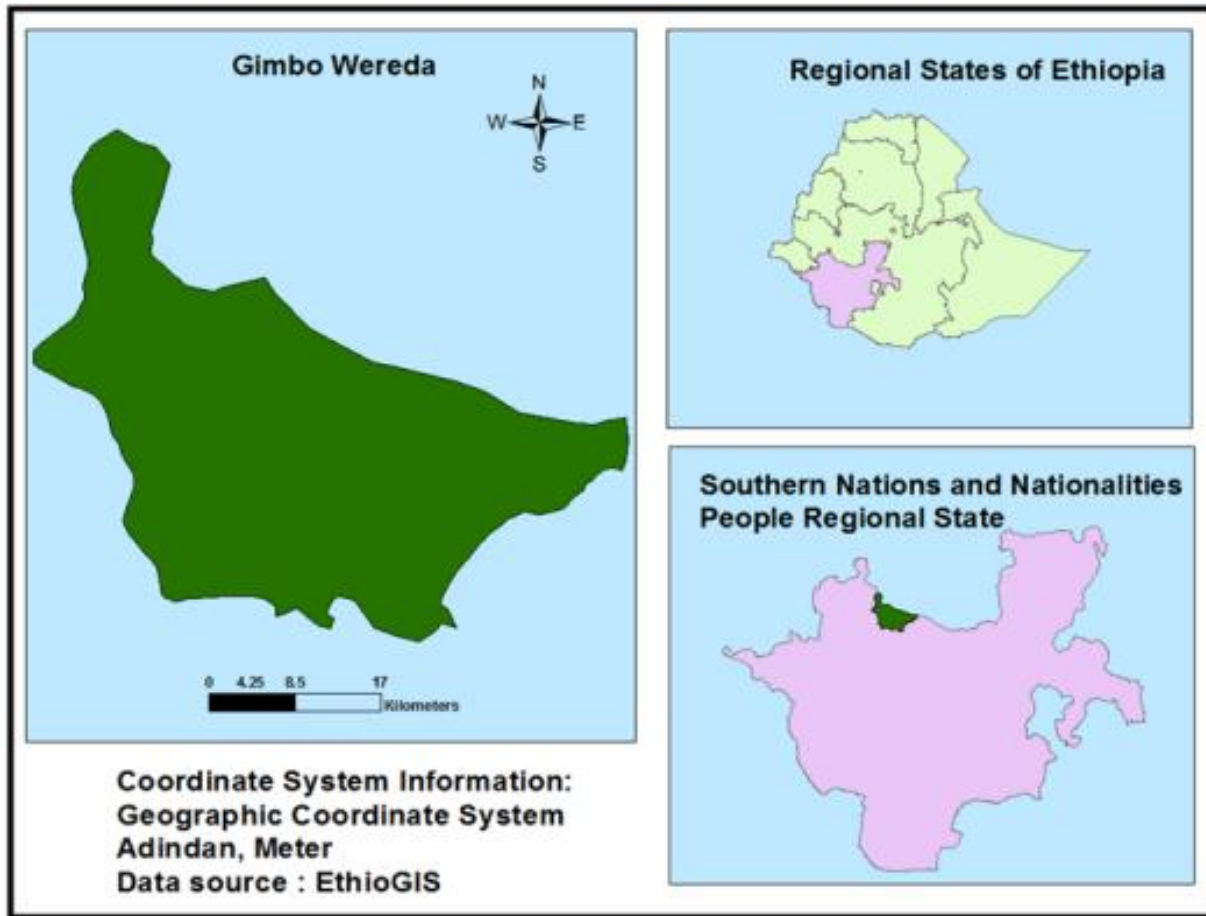 Gimbo Wereda
N
W E
S
0 4.25 8.5 17
Kilometers
Regional States of Ethiopia
Southern Nations and Nationalities
People Regional State
Coordinate System Information:
Geographic Coordinate System
Adindan, Meter
Data source : EthioGIS